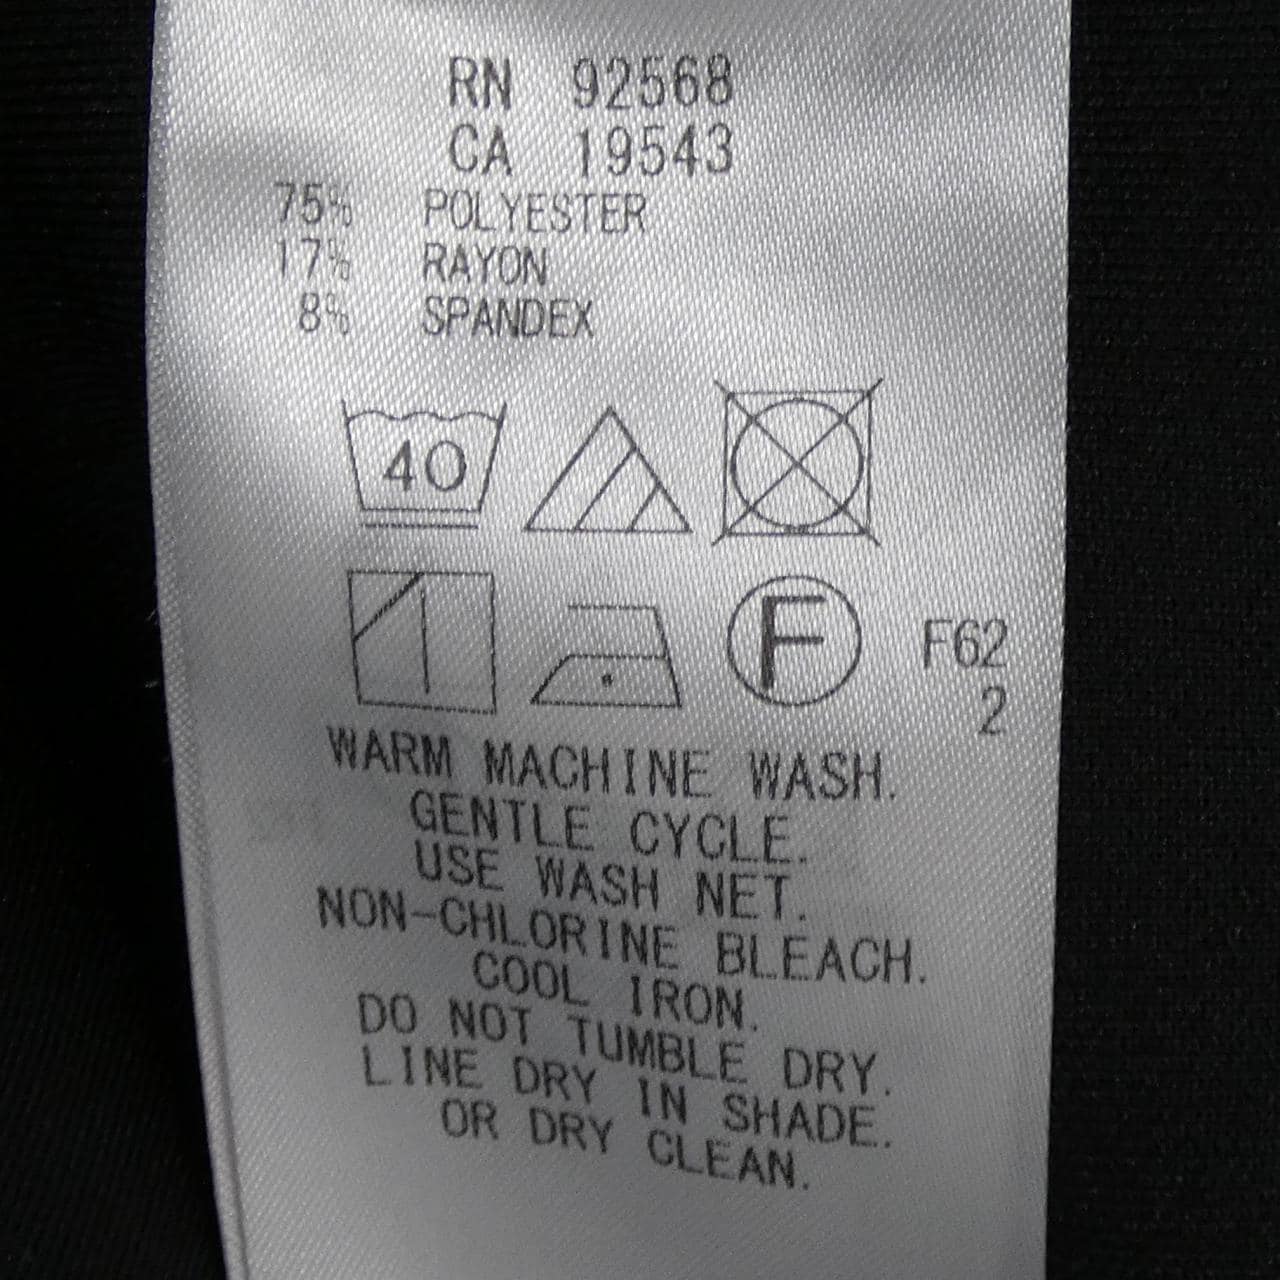 RN 92568
CA 19543
75% POLYESTER
17% RAYON
8% SPANDEX
40
F F62
2
WARM MACHINE WASH.
GENTLE CYCLE.
USE WASH NET.
NON-CHLORINE BLEACH.
COOL IRON.
DO NOT TUMBLE DRY.
LINE DRY IN SHADE.
OR DRY CLEAN.